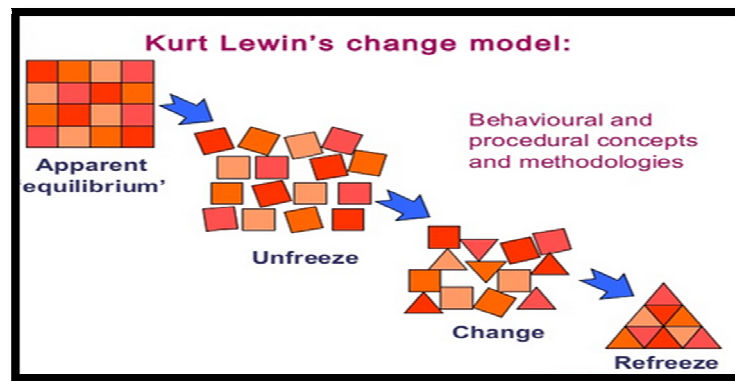 Kurt Lewin's change model:
Behavioural and
procedural concepts
and methodologies
Apparent
'equilibrium'
Unfreeze
Change
Refreeze